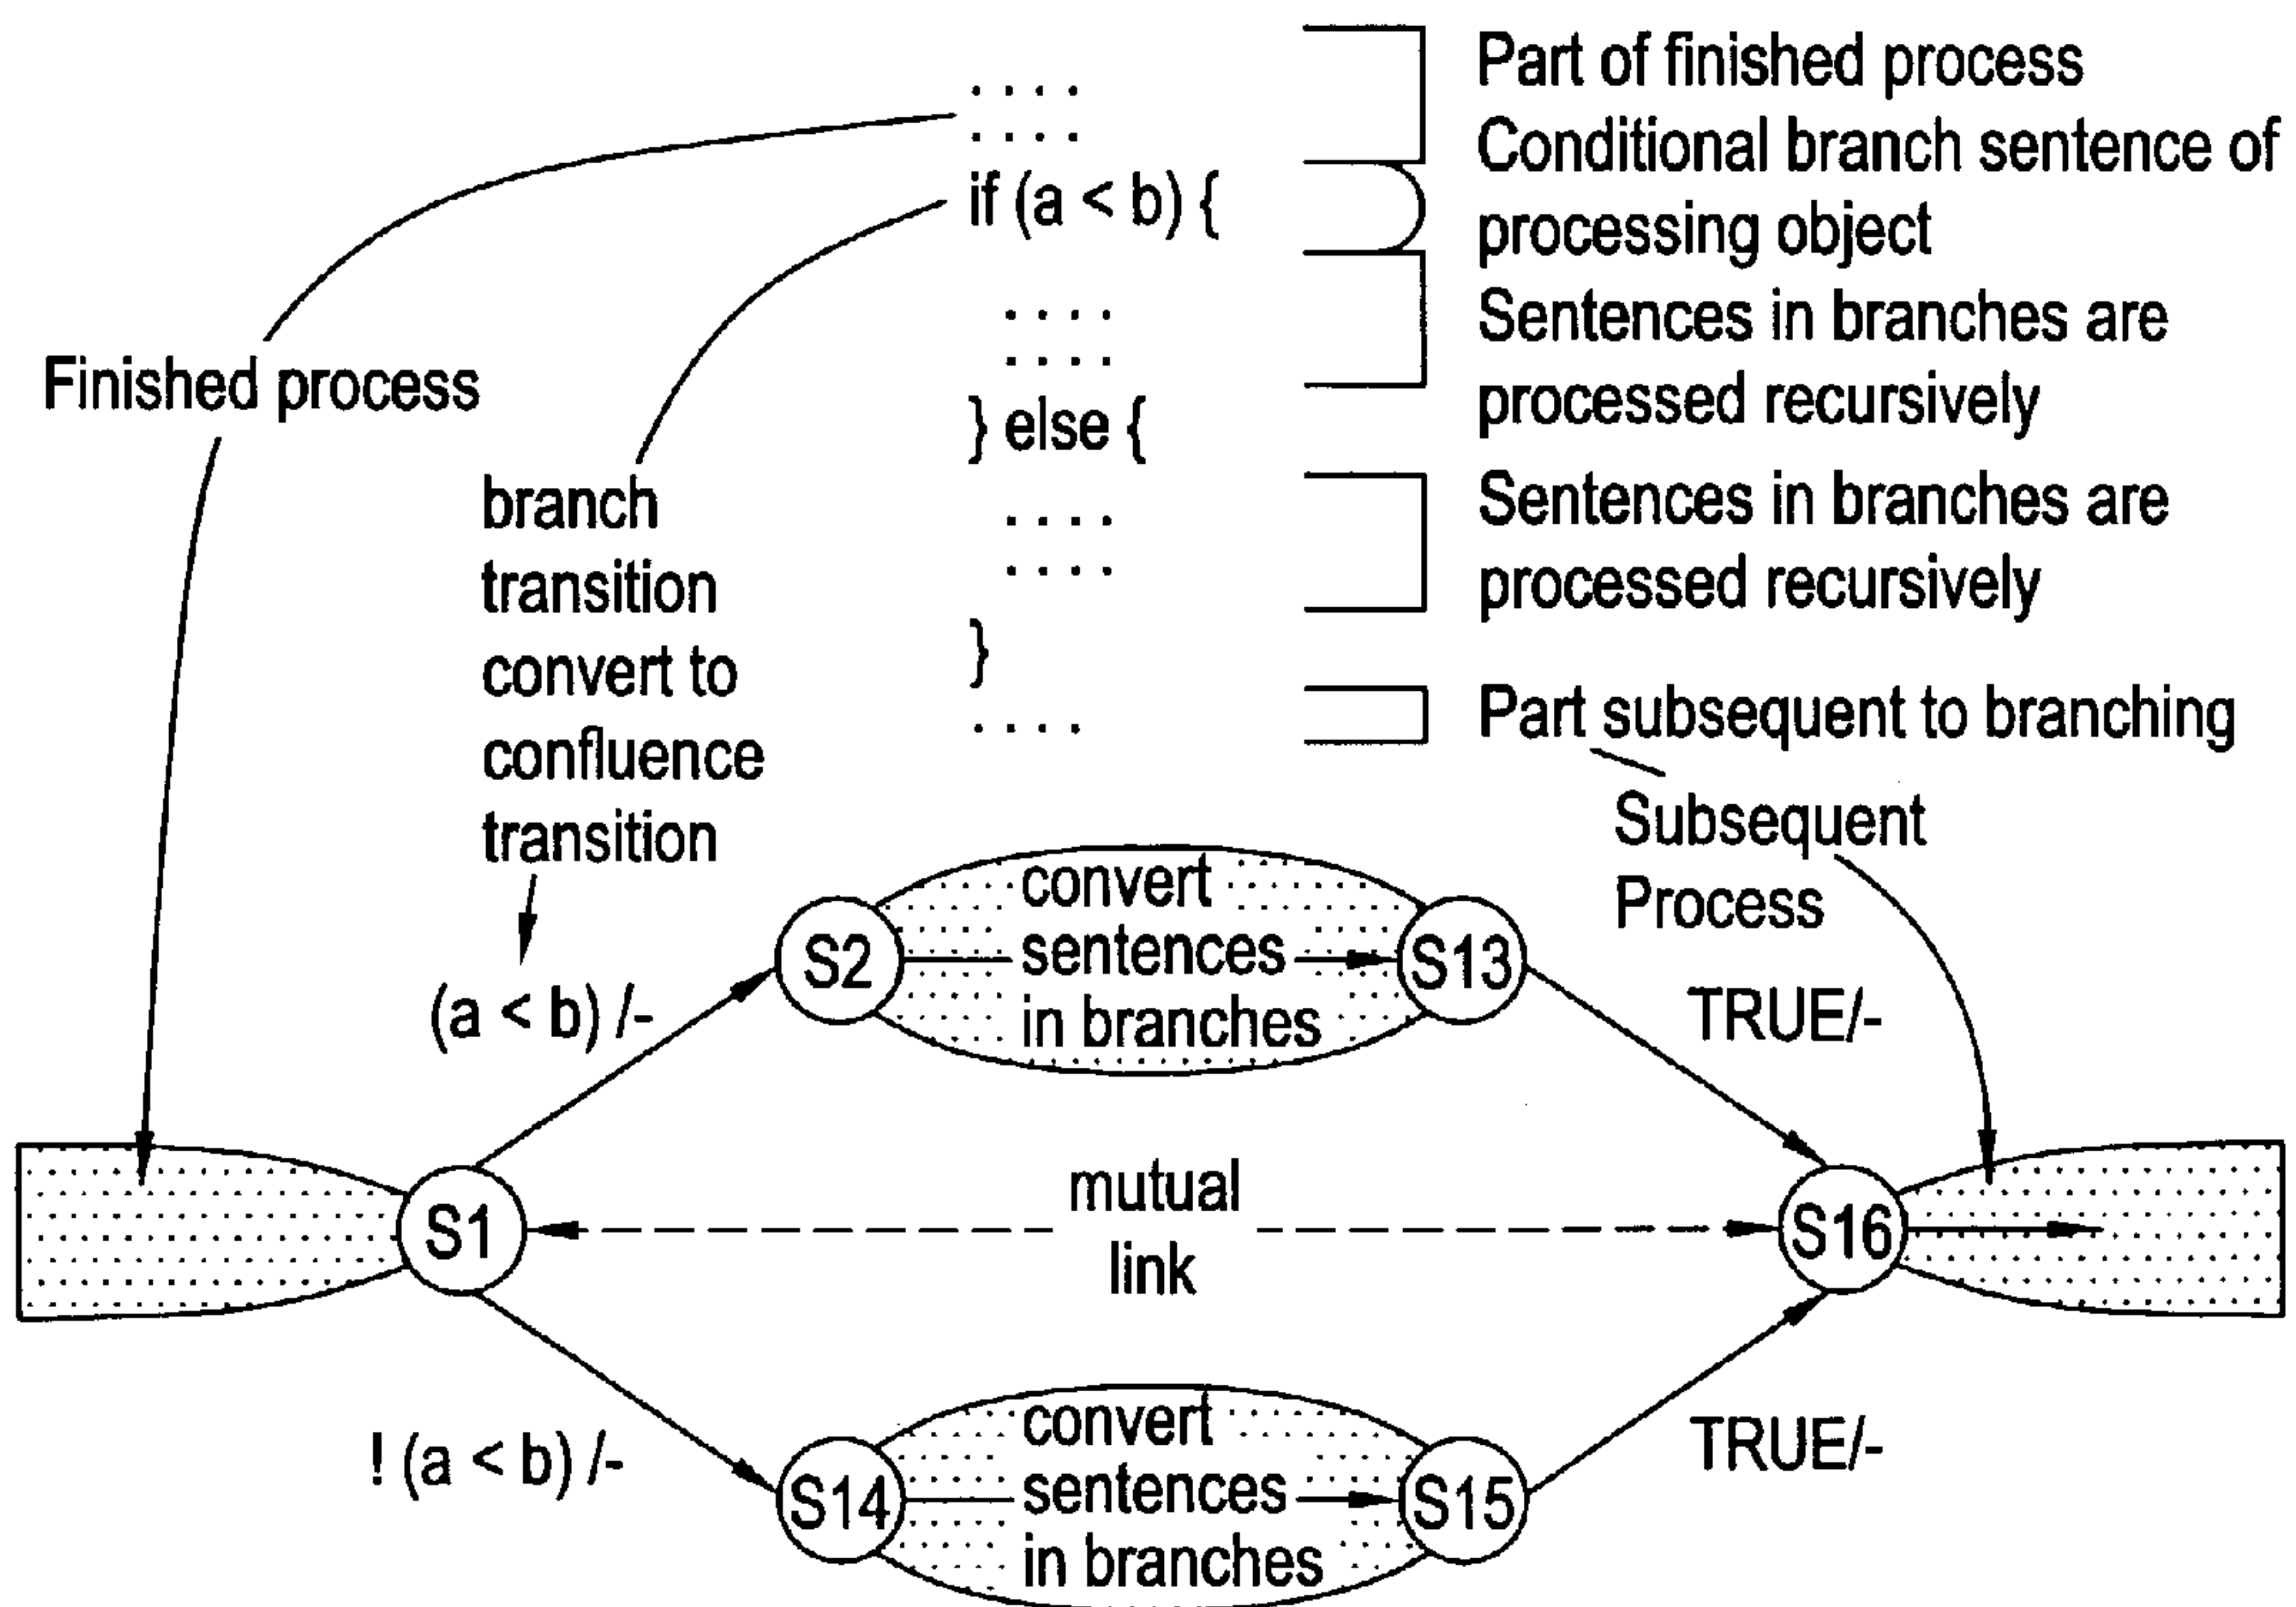 . . . .
. . . .
if (a < b) {
. . . .
. . . .
} else {
. . . .
. . . .
}
. . . .
Part of finished process
Conditional branch sentence of
processing object
Sentences in branches are
processed recursively
Sentences in branches are
processed recursively
Part subsequent to branching
Finished process
branch
transition
convert to
confluence
transition
Subsequent
Process
(a < b) /-
S2
convert
sentences
in branches
S13
TRUE/-
S1
mutual
link
S16
! (a < b) /-
S14
convert
sentences
in branches
S15
TRUE/-